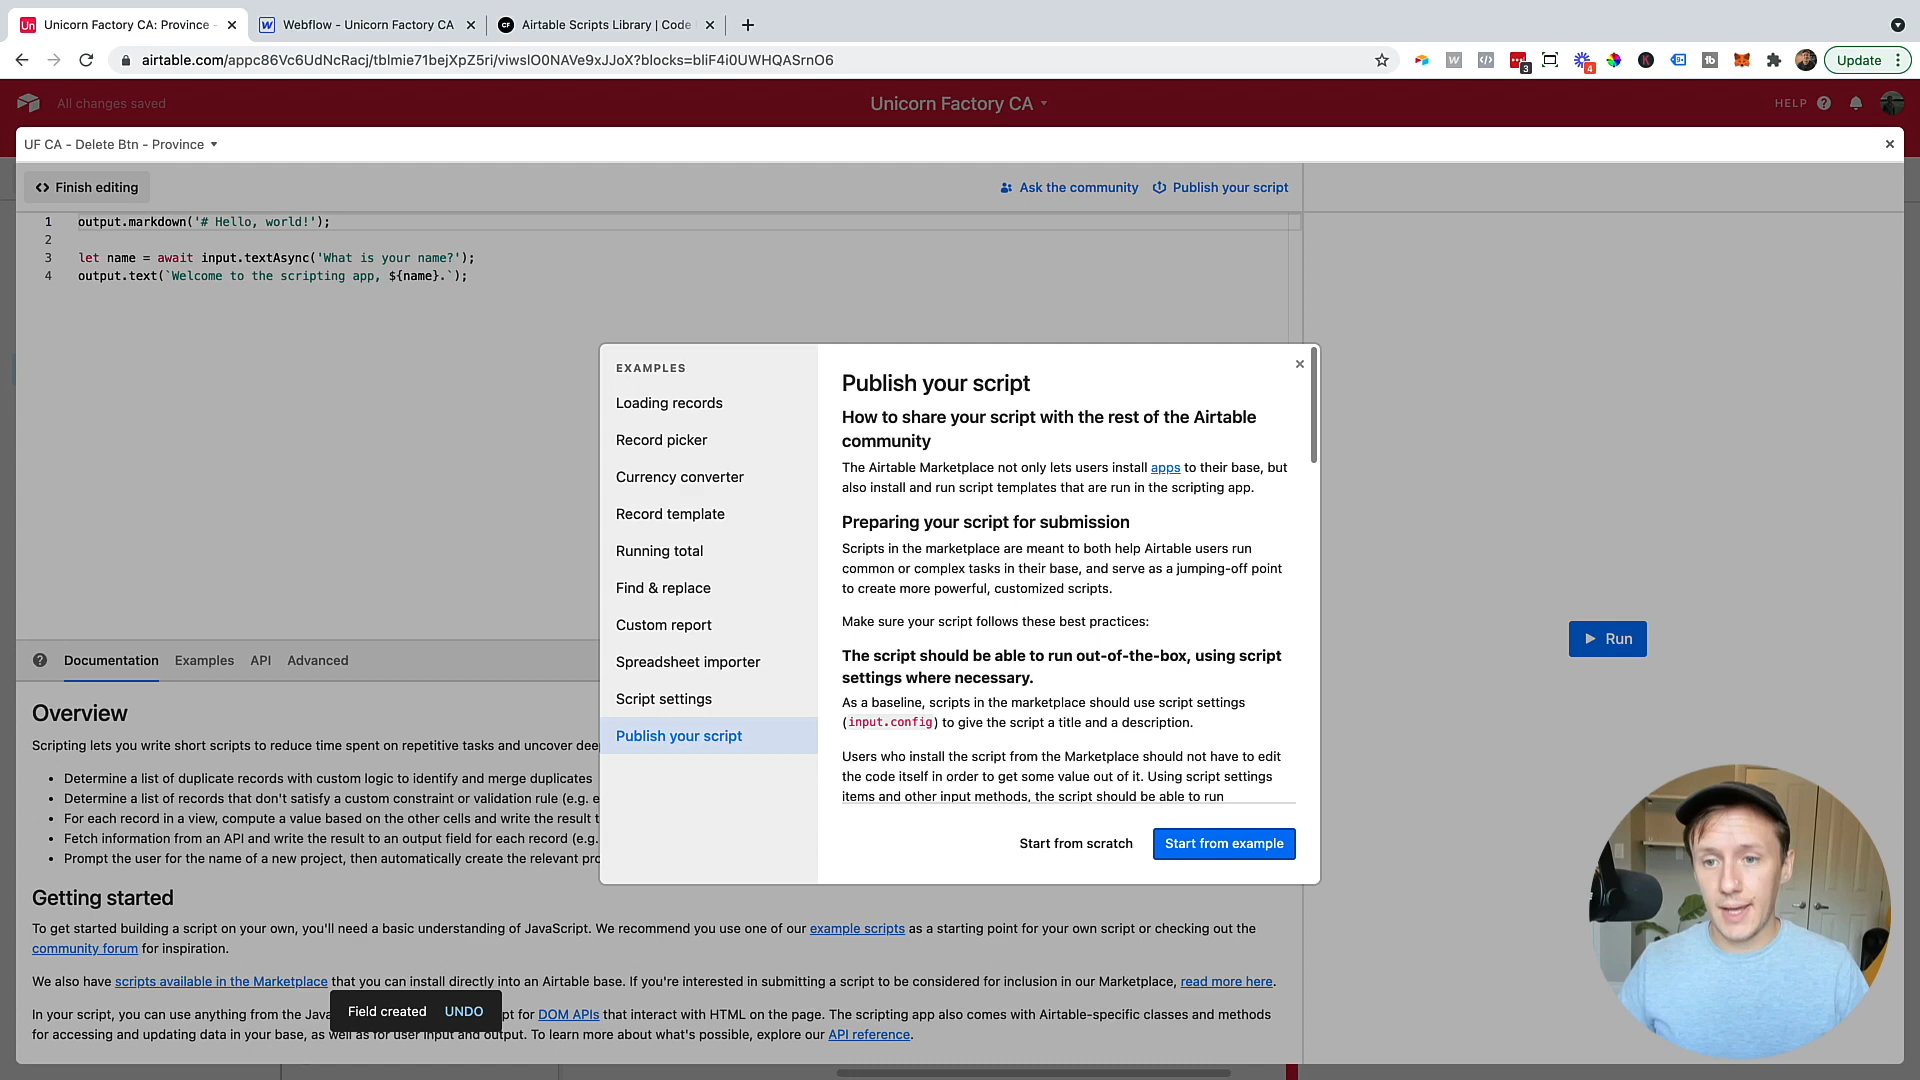 Unicorn Factory CA: Province -
Webflow - Unicorn Factory CA
Airtable Scripts Library | Code
airtable.com/appc86Vc6UdNcRacj/tblmie71bejXpZ5ri/viwslO0NAVe9xJJoX?blocks=bliF4i0UWHQASrnO6
Update
All changes saved
Unicorn Factory CA
HELP
UF CA - Delete Btn - Province
Finish editing
Ask the community
Publish your script
1 output.markdown('# Hello, world!');
2
3 let name = await input.textAsync('What is your name?');
4 output.text(`Welcome to the scripting app, ${name}.`);
EXAMPLES
Loading records
Record picker
Currency converter
Record template
Running total
Find & replace
Custom report
Spreadsheet importer
Script settings
Publish your script
Publish your script
How to share your script with the rest of the Airtable
community
The Airtable Marketplace not only lets users install apps to their base, but
also install and run script templates that are run in the scripting app.
Preparing your script for submission
Scripts in the marketplace are meant to both help Airtable users run
common or complex tasks in their base, and serve as a jumping-off point
to create more powerful, customized scripts.
Make sure your script follows these best practices:
The script should be able to run out-of-the-box, using script
settings where necessary.
As a baseline, scripts in the marketplace should use script settings
(input.config) to give the script a title and a description.
Users who install the script from the Marketplace should not have to edit
the code itself in order to get some value out of it. Using script settings
items and other input methods, the script should be able to run
Start from scratch
Start from example
Run
Documentation
Examples
API
Advanced
Overview
Scripting lets you write short scripts to reduce time spent on repetitive tasks and uncover dee
• Determine a list of duplicate records with custom logic to identify and merge duplicates
• Determine a list of records that don't satisfy a custom constraint or validation rule (e.g. e
• For each record in a view, compute a value based on the other cells and write the result t
• Fetch information from an API and write the result to an output field for each record (e.g.
• Prompt the user for the name of a new project, then automatically create the relevant pro
Getting started
To get started building a script on your own, you'll need a basic understanding of JavaScript. We recommend you use one of our example scripts as a starting point for your own script or checking out the
community forum for inspiration.
We also have scripts available in the Marketplace that you can install directly into an Airtable base. If you're interested in submitting a script to be considered for inclusion in our Marketplace, read more here.
In your script, you can use anything from the Java pt for DOM APIs that interact with HTML on the page. The scripting app also comes with Airtable-specific classes and methods
for accessing and updating data in your base, as well as for user input and output. To learn more about what's possible, explore our API reference.
Field created
UNDO